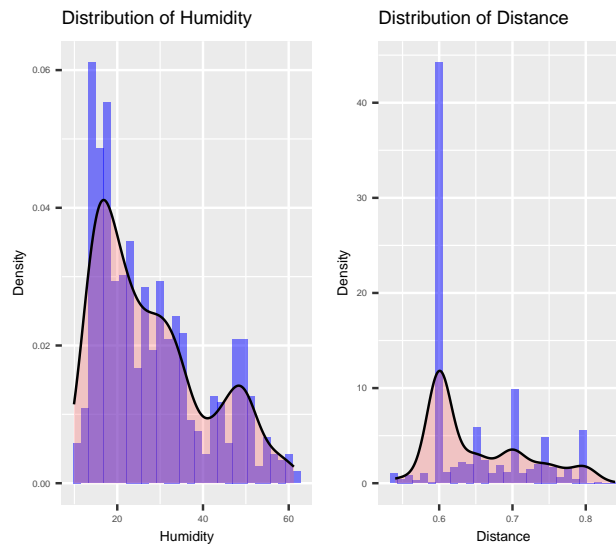 Distribution of Humidity
0.06
0.04
0.02
0.00
Density
20 40 60
Humidity
Distribution of Distance
40
30
20
10
0
Density
0.6 0.7 0.8
Distance